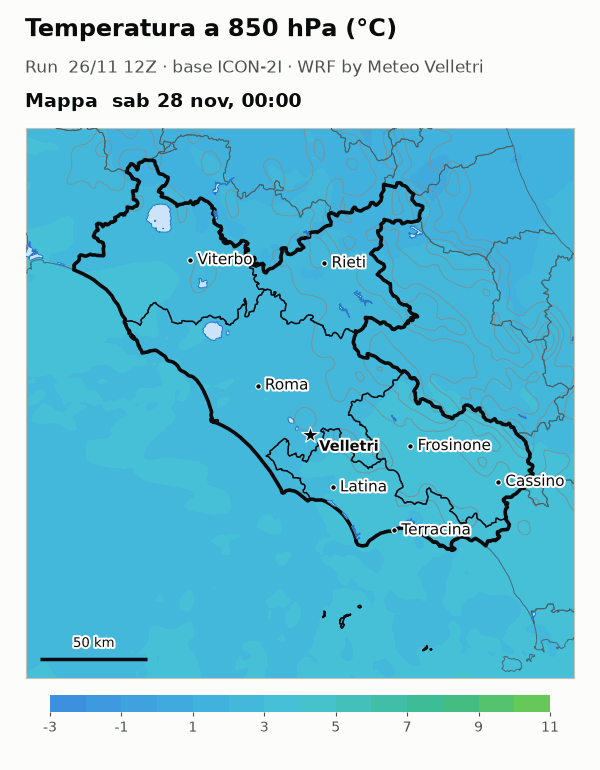 Temperatura a 850 hPa (°C)
Run 26/11 12Z · base ICON-2I · WRF by Meteo Velletri
Mappa sab 28 nov, 00:00
Viterbo
Rieti
Roma
Velletri
Frosinone
Latina
Cassino
Terracina
50 km
-3 -1 1 3 5 7 9 11